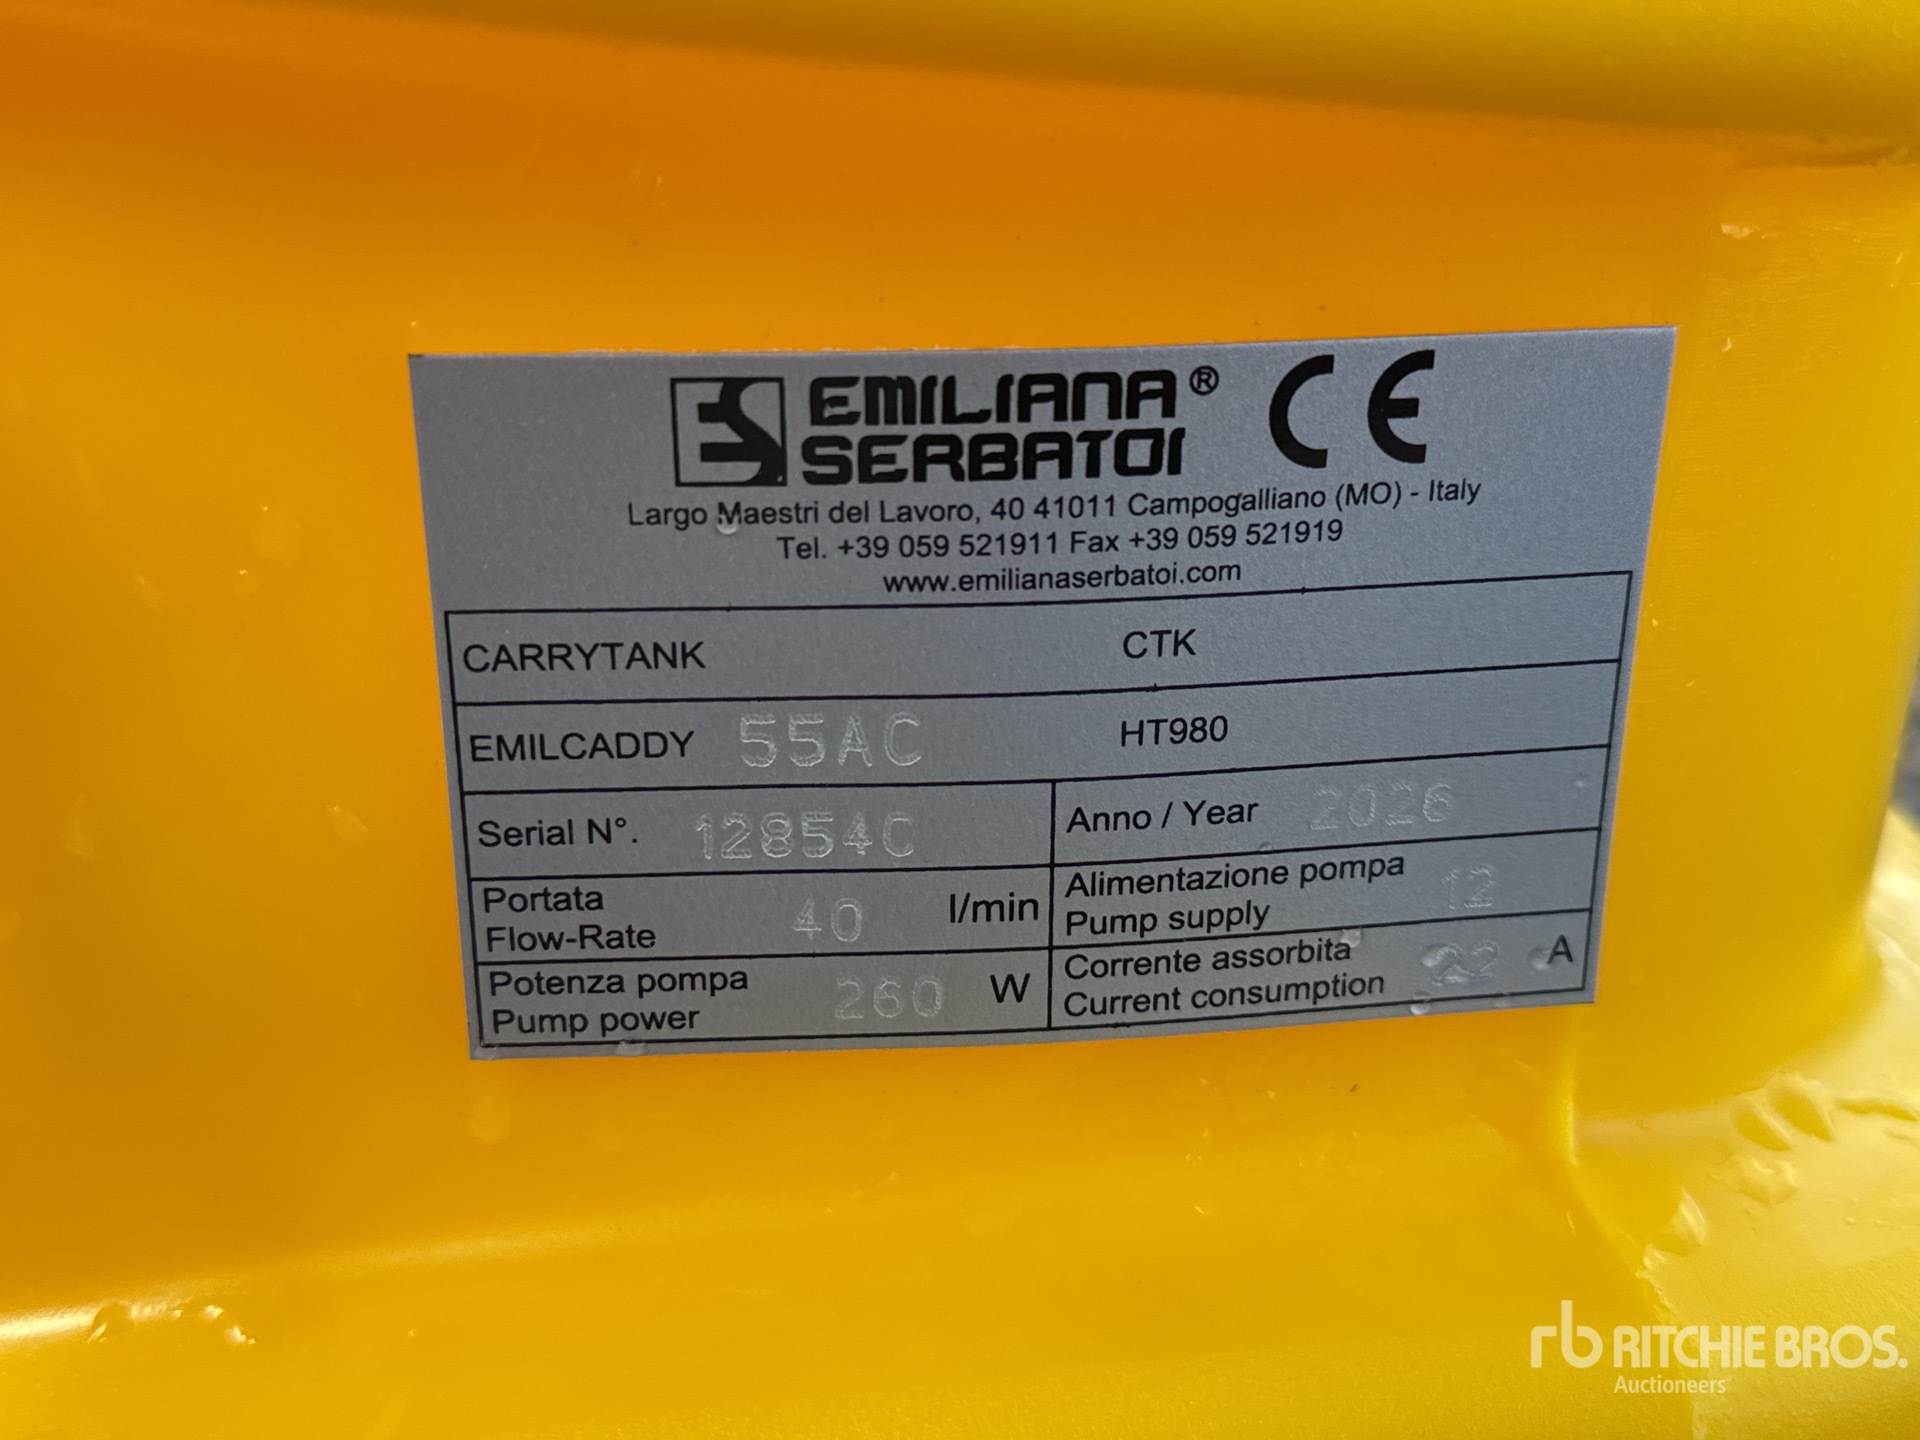 ES EMILIANA®
SERBATOI
CE
Largo Maestri del Lavoro, 40 41011 Campogalliano (MO) - Italy
Tel. +39 059 521911 Fax +39 059 521919
www.emilianaserbatoi.com
CARRYTANK CTK
EMILCADDY 55AC HT980
Serial N°. 12854C
Anno / Year 2026
Portata
Flow-Rate 40 l/min
Alimentazione pompa
Pump supply 12
Potenza pompa
Pump power 260 W
Corrente assorbita
Current consumption 22 A
rb RITCHIE BROS.
Auctioneers